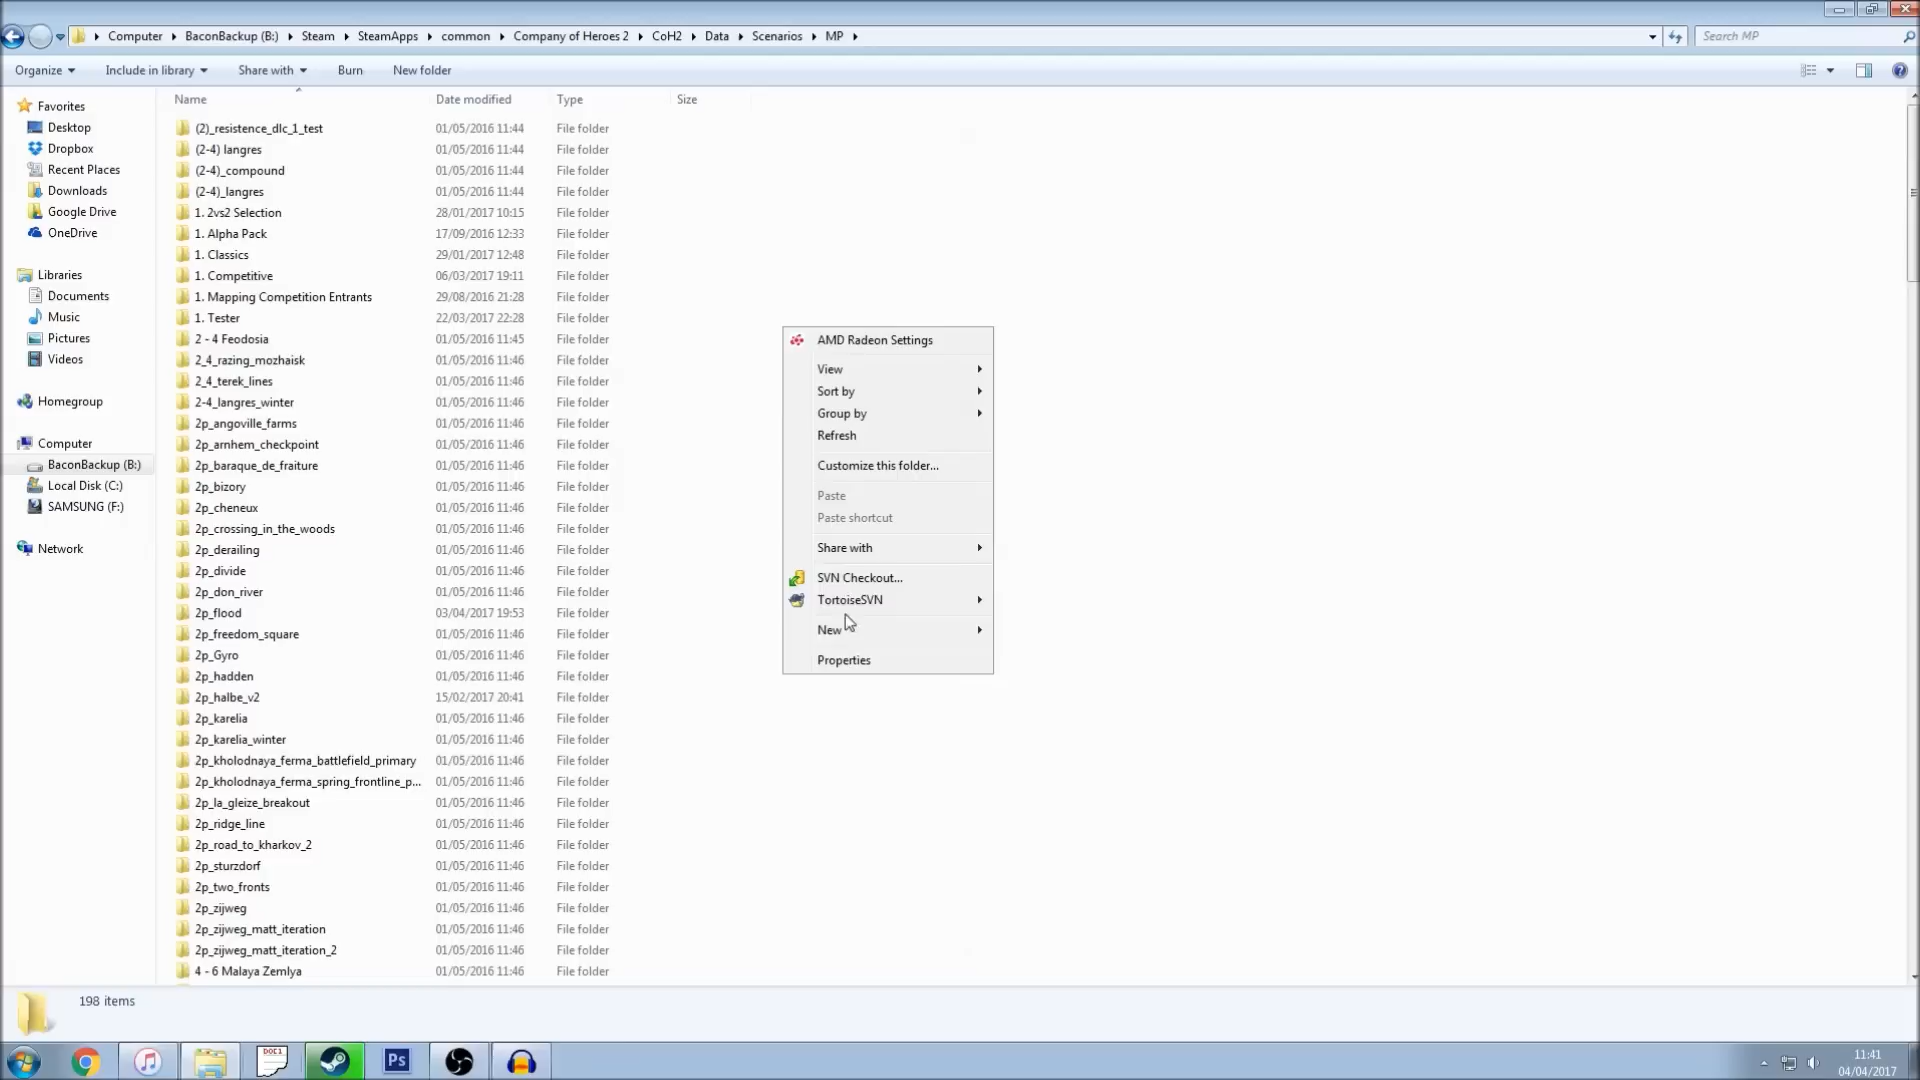 Computer BaconBackup (B:) Steam SteamApps common Company of Heroes 2 CoH2 Data Scenarios MP
Search MP
Organize Include in library Share with Burn New folder
Name Date modified Type Size
Favorites
Desktop
Dropbox
Recent Places
Downloads
Google Drive
OneDrive
Libraries
Documents
Music
Pictures
Videos
Homegroup
Computer
BaconBackup (B:)
Local Disk (C:)
SAMSUNG (F:)
Network
(2)_resistence_dlc_1_test 01/05/2016 11:44 File folder
(2-4) langres 01/05/2016 11:44 File folder
(2-4)_compound 01/05/2016 11:44 File folder
(2-4)_langres 01/05/2016 11:44 File folder
1. 2vs2 Selection 28/01/2017 10:15 File folder
1. Alpha Pack 17/09/2016 12:33 File folder
1. Classics 29/01/2017 12:48 File folder
1. Competitive 06/03/2017 19:11 File folder
1. Mapping Competition Entrants 29/08/2016 21:28 File folder
1. Tester 22/03/2017 22:28 File folder
2 - 4 Feodosia 01/05/2016 11:45 File folder
2_4_razing_mozhaisk 01/05/2016 11:46 File folder
2_4_terek_lines 01/05/2016 11:46 File folder
2-4_langres_winter 01/05/2016 11:46 File folder
2p_angoville_farms 01/05/2016 11:46 File folder
2p_arnhem_checkpoint 01/05/2016 11:46 File folder
2p_baraque_de_fraiture 01/05/2016 11:46 File folder
2p_bizory 01/05/2016 11:46 File folder
2p_cheneux 01/05/2016 11:46 File folder
2p_crossing_in_the_woods 01/05/2016 11:46 File folder
2p_derailing 01/05/2016 11:46 File folder
2p_divide 01/05/2016 11:46 File folder
2p_don_river 01/05/2016 11:46 File folder
2p_flood 03/04/2017 19:53 File folder
2p_freedom_square 01/05/2016 11:46 File folder
2p_Gyro 01/05/2016 11:46 File folder
2p_hadden 01/05/2016 11:46 File folder
2p_halbe_v2 15/02/2017 20:41 File folder
2p_karelia 01/05/2016 11:46 File folder
2p_karelia_winter 01/05/2016 11:46 File folder
2p_kholodnaya_ferma_battlefield_primary 01/05/2016 11:46 File folder
2p_kholodnaya_ferma_spring_frontline_p... 01/05/2016 11:46 File folder
2p_la_gleize_breakout 01/05/2016 11:46 File folder
2p_ridge_line 01/05/2016 11:46 File folder
2p_road_to_kharkov_2 01/05/2016 11:46 File folder
2p_sturzdorf 01/05/2016 11:46 File folder
2p_two_fronts 01/05/2016 11:46 File folder
2p_zijweg 01/05/2016 11:46 File folder
2p_zijweg_matt_iteration 01/05/2016 11:46 File folder
2p_zijweg_matt_iteration_2 01/05/2016 11:46 File folder
4 - 6 Malaya Zemlya 01/05/2016 11:46 File folder
AMD Radeon Settings
View
Sort by
Group by
Refresh
Customize this folder...
Paste
Paste shortcut
Share with
SVN Checkout...
TortoiseSVN
New
Properties
198 items
DOC1
Ps
11:41
04/04/2017